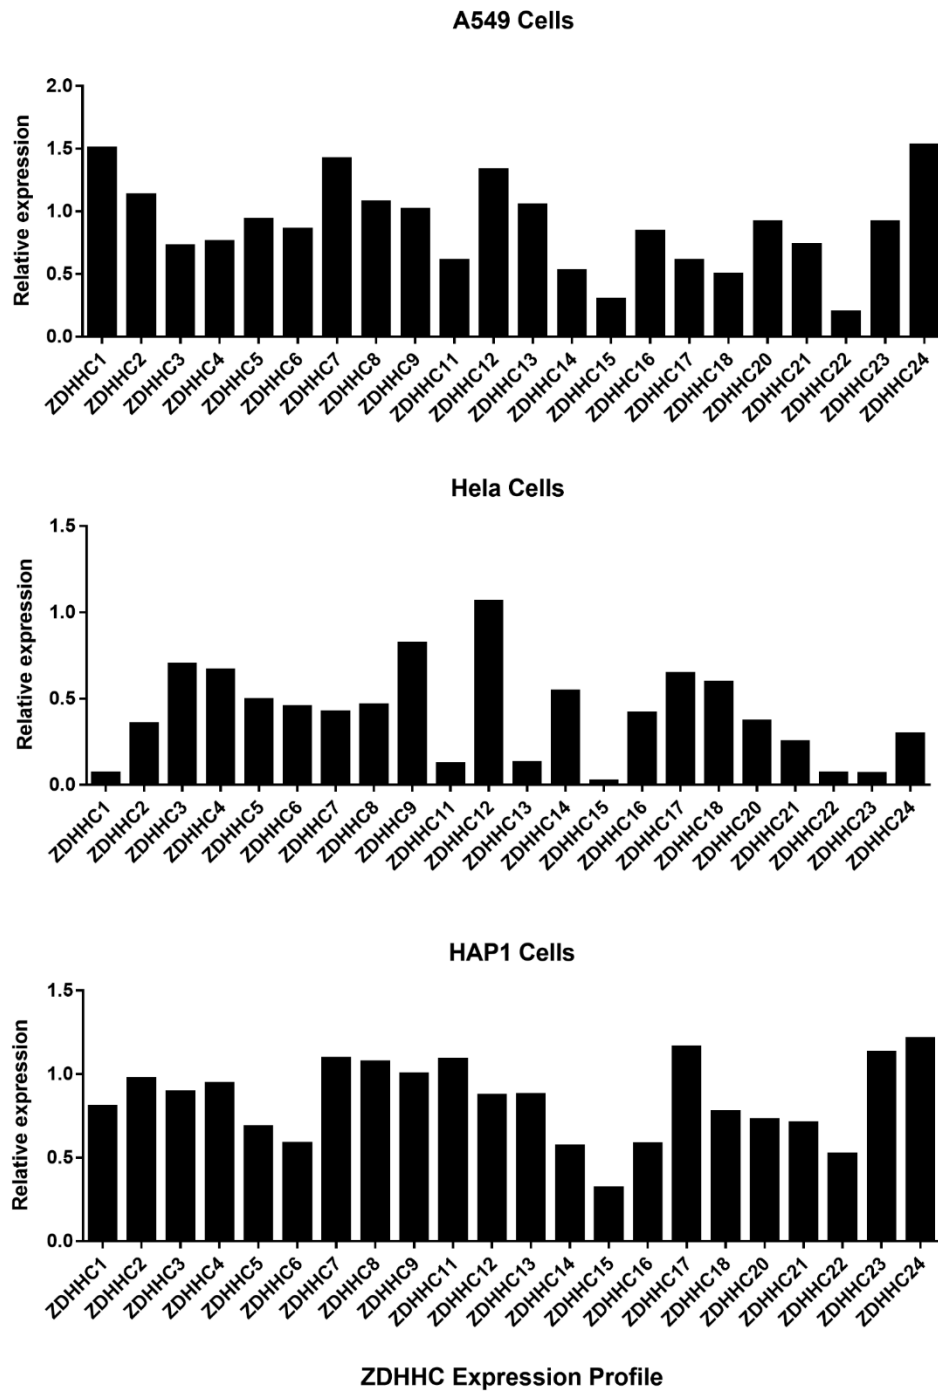 A549 Cells
Relative expression
2.0
1.5
1.0
0.5
0.0
ZDHHC1
ZDHHC2
ZDHHC3
ZDHHC4
ZDHHC5
ZDHHC6
ZDHHC7
ZDHHC8
ZDHHC9
ZDHHC11
ZDHHC12
ZDHHC13
ZDHHC14
ZDHHC15
ZDHHC16
ZDHHC17
ZDHHC18
ZDHHC20
ZDHHC21
ZDHHC22
ZDHHC23
ZDHHC24
Hela Cells
Relative expression
1.5
1.0
0.5
0.0
ZDHHC1
ZDHHC2
ZDHHC3
ZDHHC4
ZDHHC5
ZDHHC6
ZDHHC7
ZDHHC8
ZDHHC9
ZDHHC11
ZDHHC12
ZDHHC13
ZDHHC14
ZDHHC15
ZDHHC16
ZDHHC17
ZDHHC18
ZDHHC20
ZDHHC21
ZDHHC22
ZDHHC23
ZDHHC24
HAP1 Cells
Relative expression
1.5
1.0
0.5
0.0
ZDHHC1
ZDHHC2
ZDHHC3
ZDHHC4
ZDHHC5
ZDHHC6
ZDHHC7
ZDHHC8
ZDHHC9
ZDHHC11
ZDHHC12
ZDHHC13
ZDHHC14
ZDHHC15
ZDHHC16
ZDHHC17
ZDHHC18
ZDHHC20
ZDHHC21
ZDHHC22
ZDHHC23
ZDHHC24
ZDHHC Expression Profile